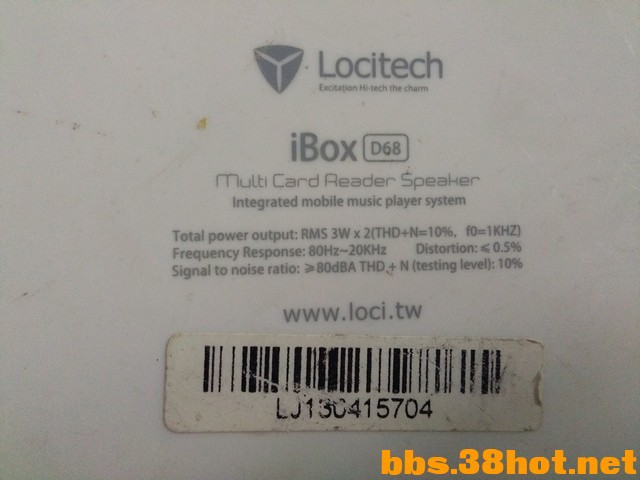 Locitech
Excitation Hi-tech the charm
iBox D68
Multi Card Reader Speaker
Integrated mobile music player system
Total power output: RMS 3W x 2(THD+N=10%, f0=1KHZ)
Frequency Response: 80Hz~20KHz Distortion: ≤ 0.5%
Signal to noise ratio: ≥80dBA THD + N (testing level): 10%
www.loci.tw
LJ130415704
bbs.38hot.net